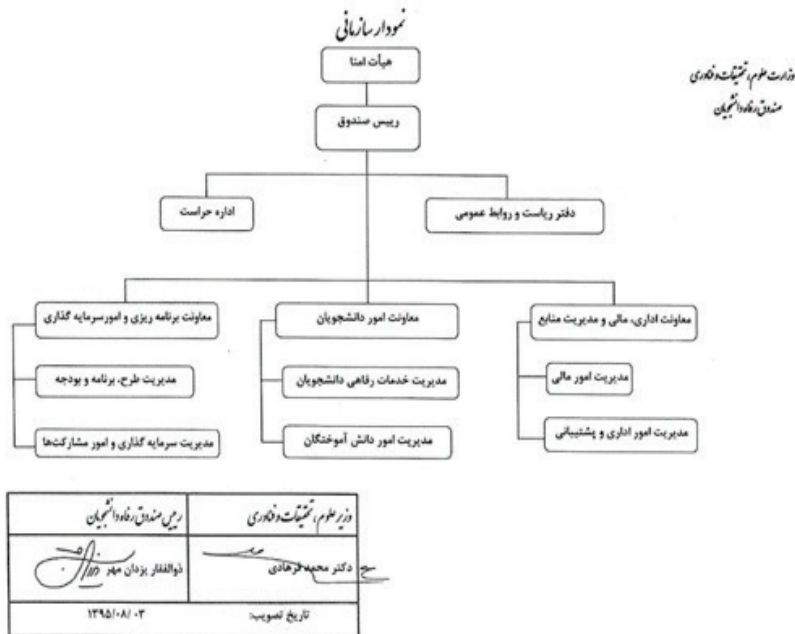 نمودار سازمانی
وزارت علوم، تحقیقات و فناوری
صندوق رفاه دانشجویان
هیأت امنا
رییس صندوق
دفتر ریاست و روابط عمومی
اداره حراست
معاونت اداری، مالی و مدیریت منابع
مدیریت امور مالی
مدیریت امور اداری و پشتیبانی
معاونت امور دانشجویان
مدیریت خدمات رفاهی دانشجویان
مدیریت امور دانش آموختگان
معاونت برنامه ریزی و امورسرمایه گذاری
مدیریت طرح، برنامه و بودجه
مدیریت سرمایه گذاری و امور مشارکت‌ها
وزیر علوم، تحقیقات و فناوری
رییس صندوق رفاه دانشجویان
دکتر محمد فرهادی
ذوالفقار یزدان مهر
تاریخ تصویب:
۱۳۹۵/۰۸/۰۳